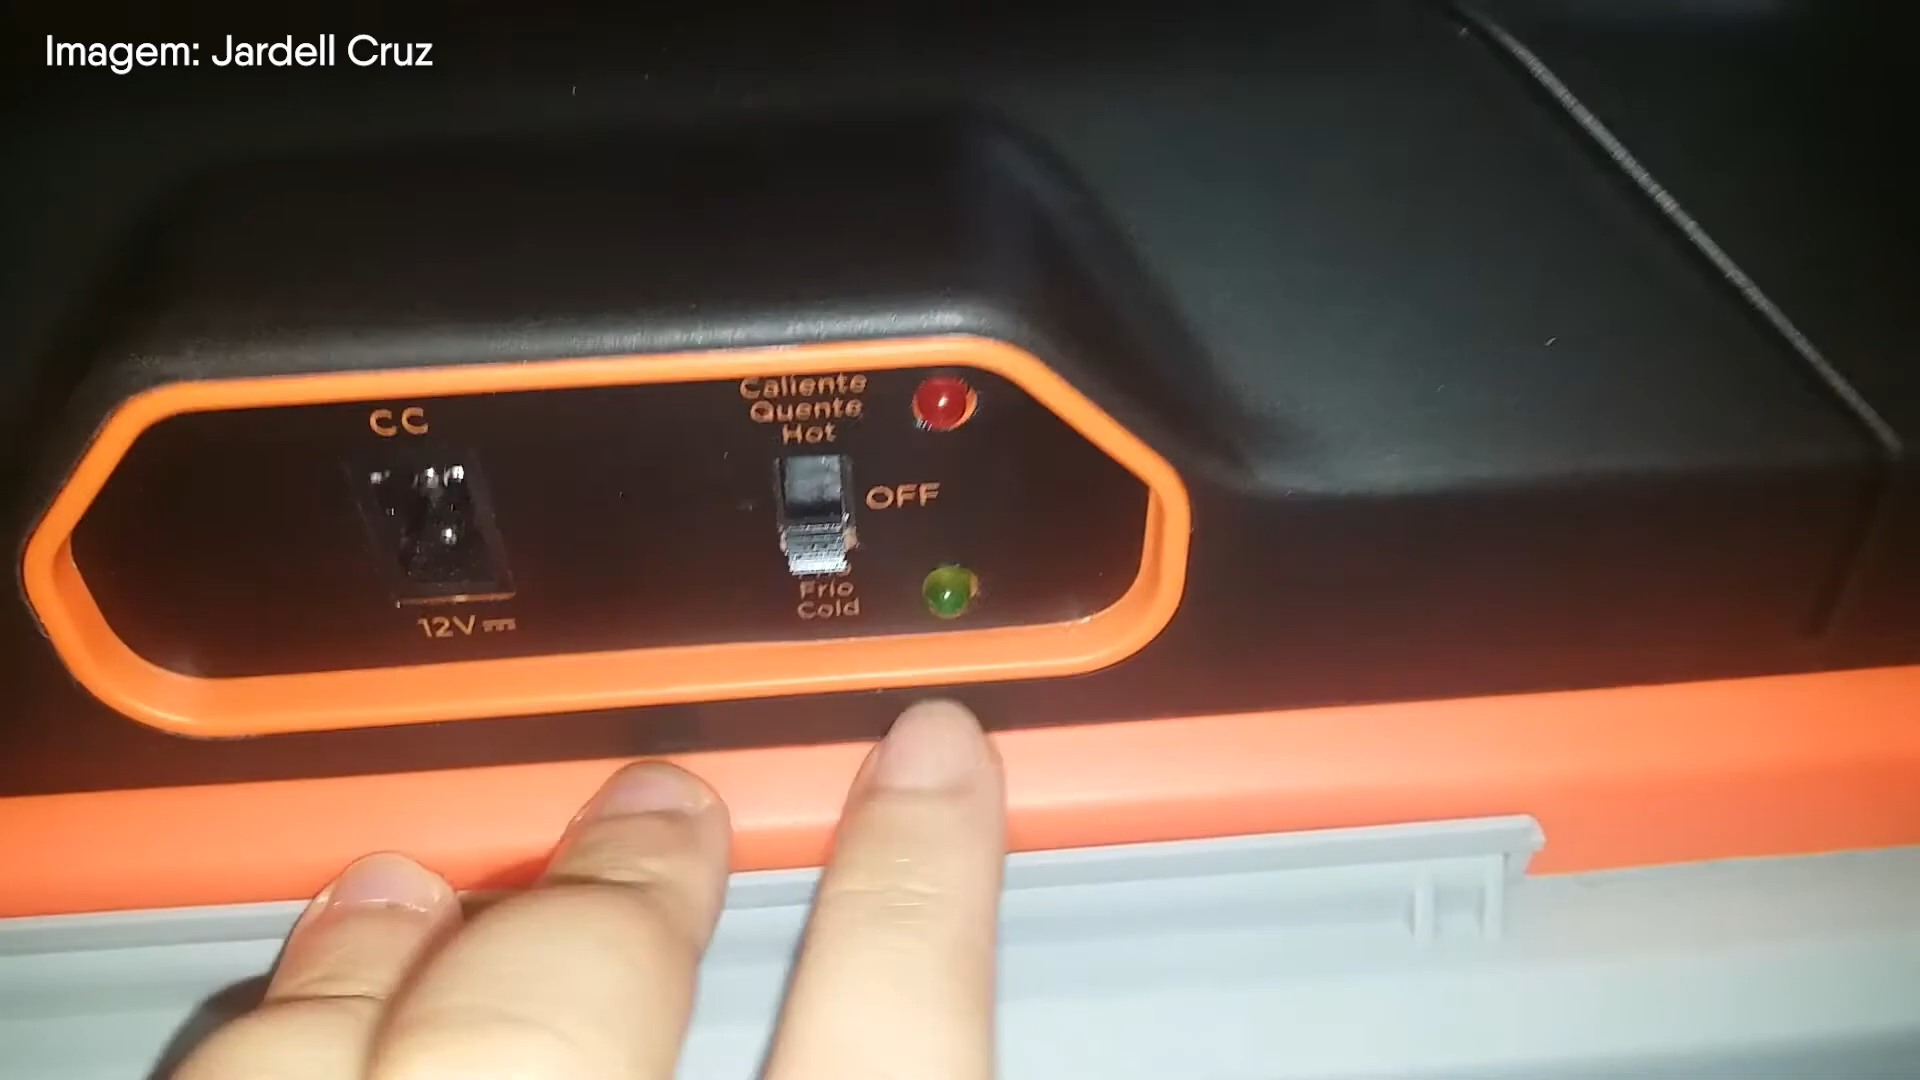 Imagem: Jardell Cruz
CC
12V
Caliente
Quente
Hot
OFF
Frio
Cold